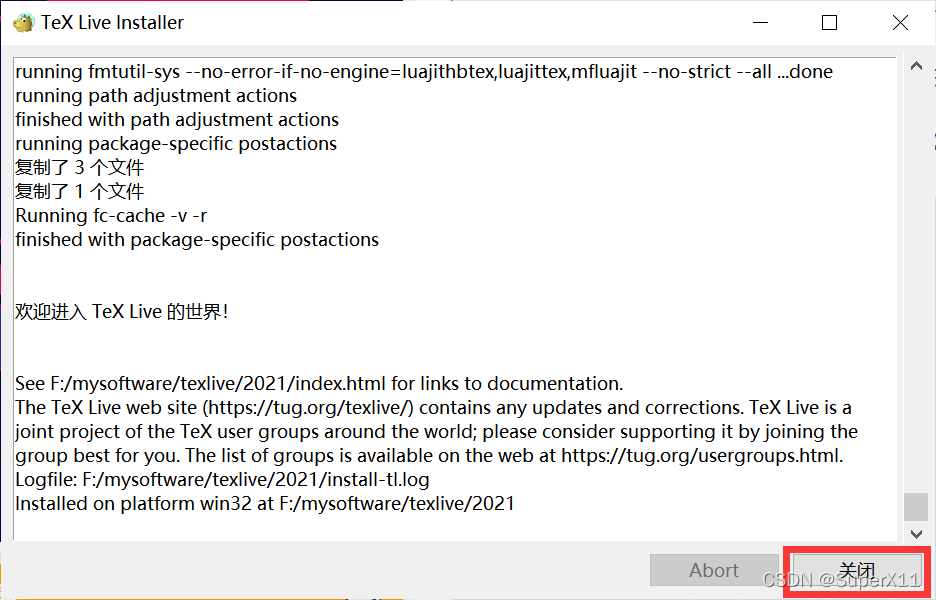 TeX Live Installer
running fmtutil-sys --no-error-if-no-engine=luajithbtex,luajittex,mfluajit --no-strict --all ...done
running path adjustment actions
finished with path adjustment actions
running package-specific postactions
复制了 3 个文件
复制了 1 个文件
Running fc-cache -v -r
finished with package-specific postactions
欢迎进入 TeX Live 的世界！
See F:/mysoftware/texlive/2021/index.html for links to documentation.
The TeX Live web site (https://tug.org/texlive/) contains any updates and corrections. TeX Live is a
joint project of the TeX user groups around the world; please consider supporting it by joining the
group best for you. The list of groups is available on the web at https://tug.org/usergroups.html.
Logfile: F:/mysoftware/texlive/2021/install-tl.log
Installed on platform win32 at F:/mysoftware/texlive/2021
Abort
关闭
CSDN @SuperX11